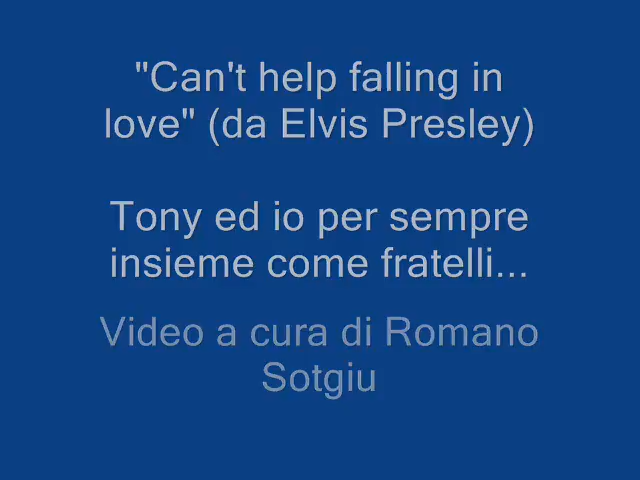 "Can't help falling in
love" (da Elvis Presley)
Tony ed io per sempre
insieme come fratelli...
Video a cura di Romano
Sotgiu